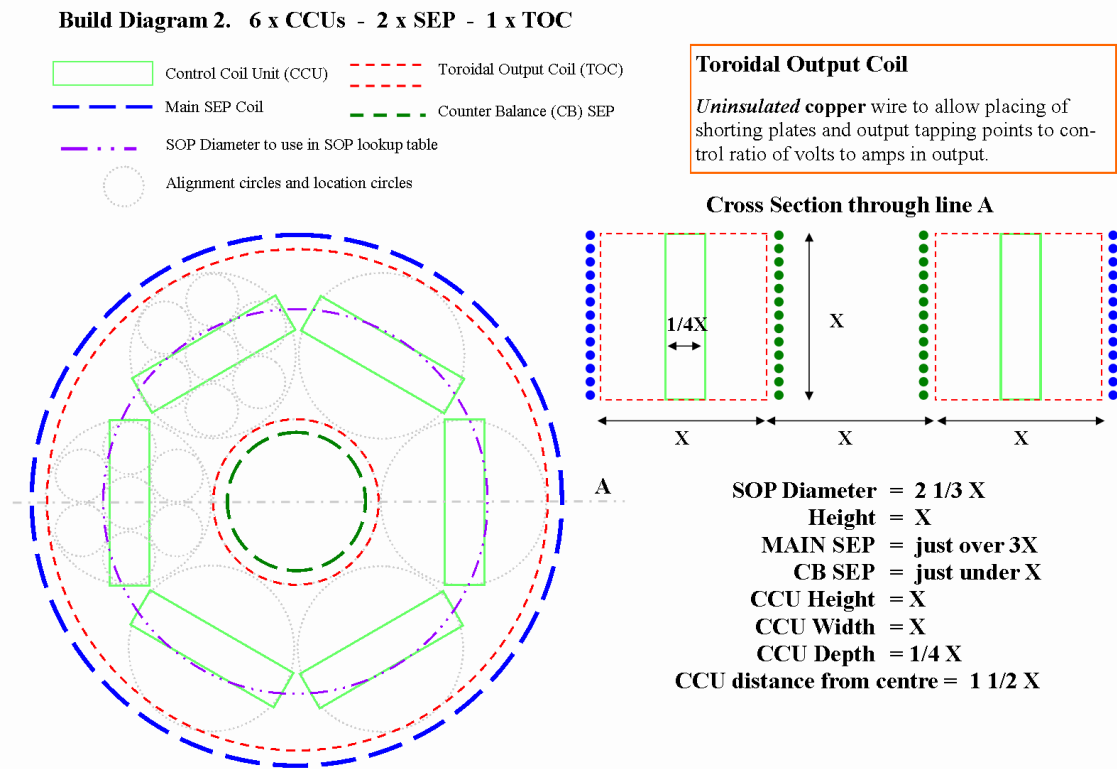 Build Diagram 2. 6 x CCUs - 2 x SEP - 1 x TOC
Control Coil Unit (CCU)
Toroidal Output Coil (TOC)
Main SEP Coil
Counter Balance (CB) SEP
SOP Diameter to use in SOP lookup table
Alignment circles and location circles
Toroidal Output Coil
Uninsulated copper wire to allow placing of
shorting plates and output tapping points to con-
trol ratio of volts to amps in output.
Cross Section through line A
1/4X
X
X
X
X
A
SOP Diameter = 2 1/3 X
Height = X
MAIN SEP = just over 3X
CB SEP = just under X
CCU Height = X
CCU Width = X
CCU Depth = 1/4 X
CCU distance from centre = 1 1/2 X